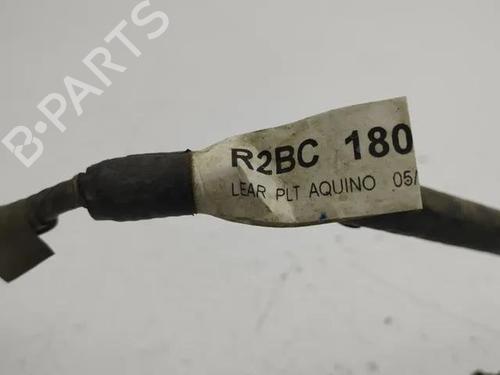 B-PARTS
R2BC 180
LEAR PLT AQUINO 05/